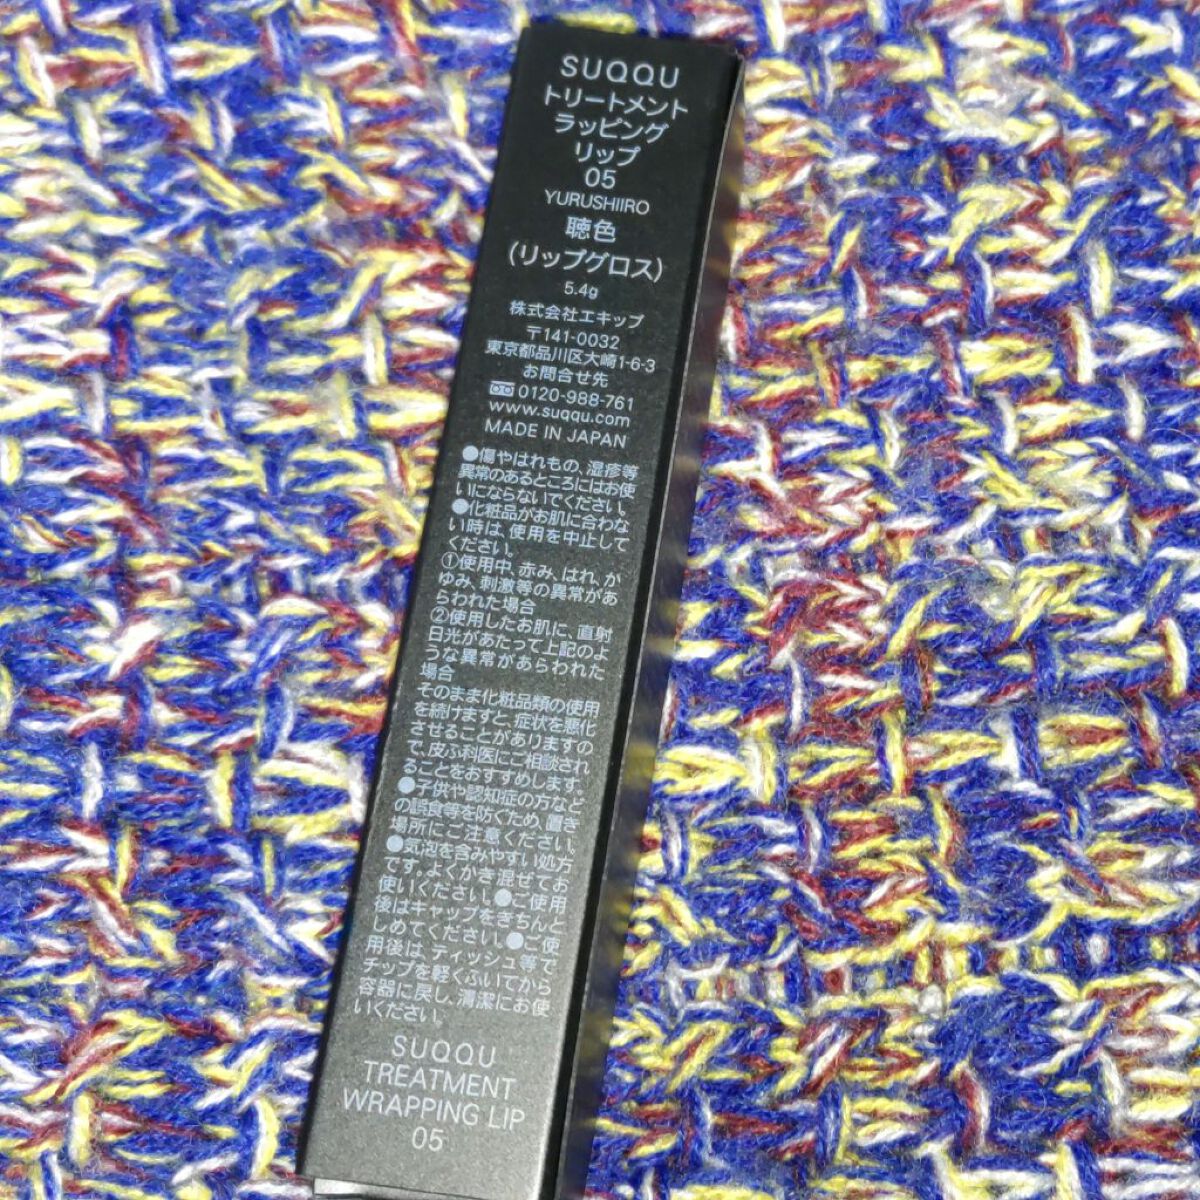 SUQQU
トリートメント
ラッピング
リップ
05
YURUSHIIRO
聴色
(リップグロス)
5.4g
株式会社エキップ
〒141-0032
東京都品川区大崎1-6-3
お問合せ先
0120-988-761
www.suqqu.com
MADE IN JAPAN
●傷やはれもの、湿疹等
異常のあるところにはお使
いにならないでください。
●化粧品がお肌に合わな
い時は、使用を中止して
ください。
①使用中、赤み、はれ、か
ゆみ、刺激等の異常があ
らわれた場合
②使用したお肌に、直射
日光があたって上記のよ
うな異常があらわれた
場合
そのまま化粧品類の使用
を続けますと、症状を悪化
させることがありますの
で、皮ふ科医にご相談され
ることをおすすめします。
●子供や認知症の方など
の誤食等を防ぐため、置き
場所にご注意ください。
●気泡を含みやすい処方
です。よくかき混ぜてお
使いください。●ご使用
後はキャップをきちんと
しめてください。●ご使
用後は、ティッシュ等で
チップを軽くふいてから
容器に戻し、清潔にお使
いください。
SUQQU
TREATMENT
WRAPPING LIP
05